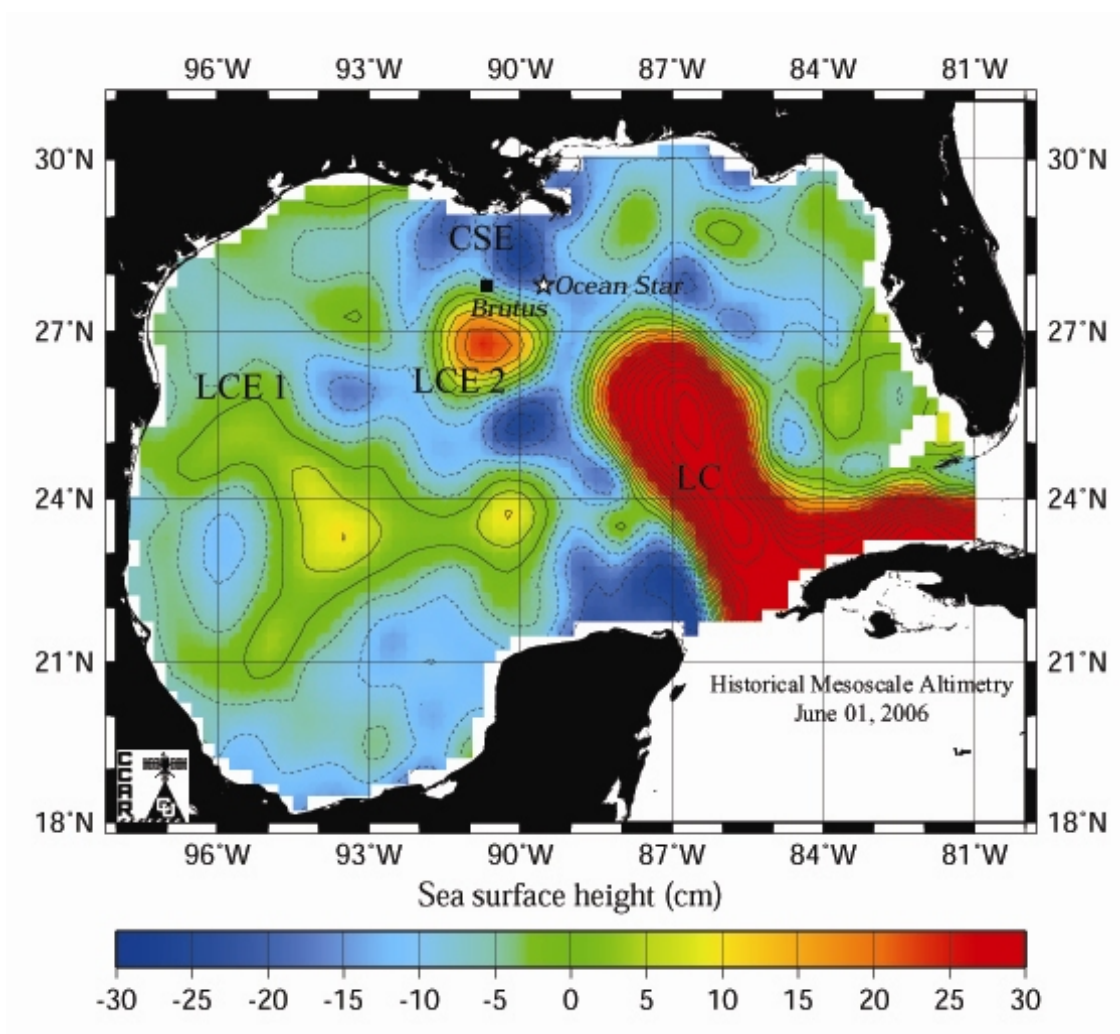 96°W 93°W 90°W 87°W 84°W 81°W
30°N 30°N
CSE
Ocean Star
Brutus
27°N 27°N
LCE 1 LCE 2
LC
24°N 24°N
21°N 21°N
Historical Mesoscale Altimetry
June 01, 2006
CCAR
CU
18°N 18°N
96°W 93°W 90°W 87°W 84°W 81°W
Sea surface height (cm)
-30 -25 -20 -15 -10 -5 0 5 10 15 20 25 30